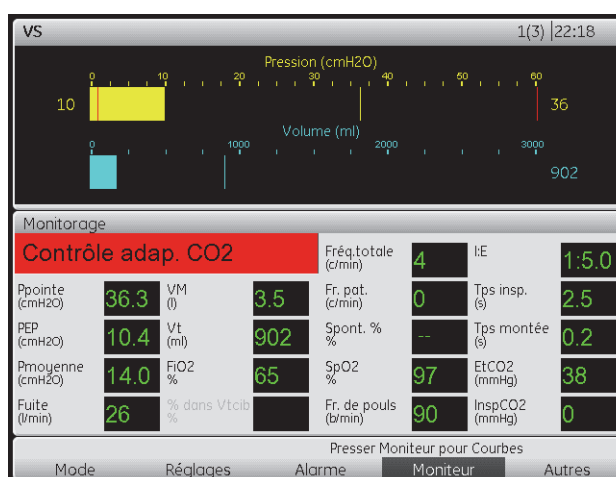 VS 1(3) 22:18
Pression (cmH2O)
0 10 20 30 40 50 60
10 36
Volume (ml)
0 1000 2000 3000
902
Monitorage
Contrôle adap. CO2
Fréq.totale (c/min) 4 I:E 1:5.0
Ppointe (cmH2O) 36.3 VM (l) 3.5 Fr. pat. (c/min) 0 Tps insp. (s) 2.5
PEP (cmH2O) 10.4 Vt (ml) 902 Spont. % % -- Tps montée (s) 0.2
Pmoyenne (cmH2O) 14.0 FiO2 % 65 SpO2 % 97 EtCO2 (mmHg) 38
Fuite (l/min) 26 % dans Vtcib % Fr. de pouls (b/min) 90 InspCO2 (mmHg) 0
Presser Moniteur pour Courbes
Mode Réglages Alarme Moniteur Autres